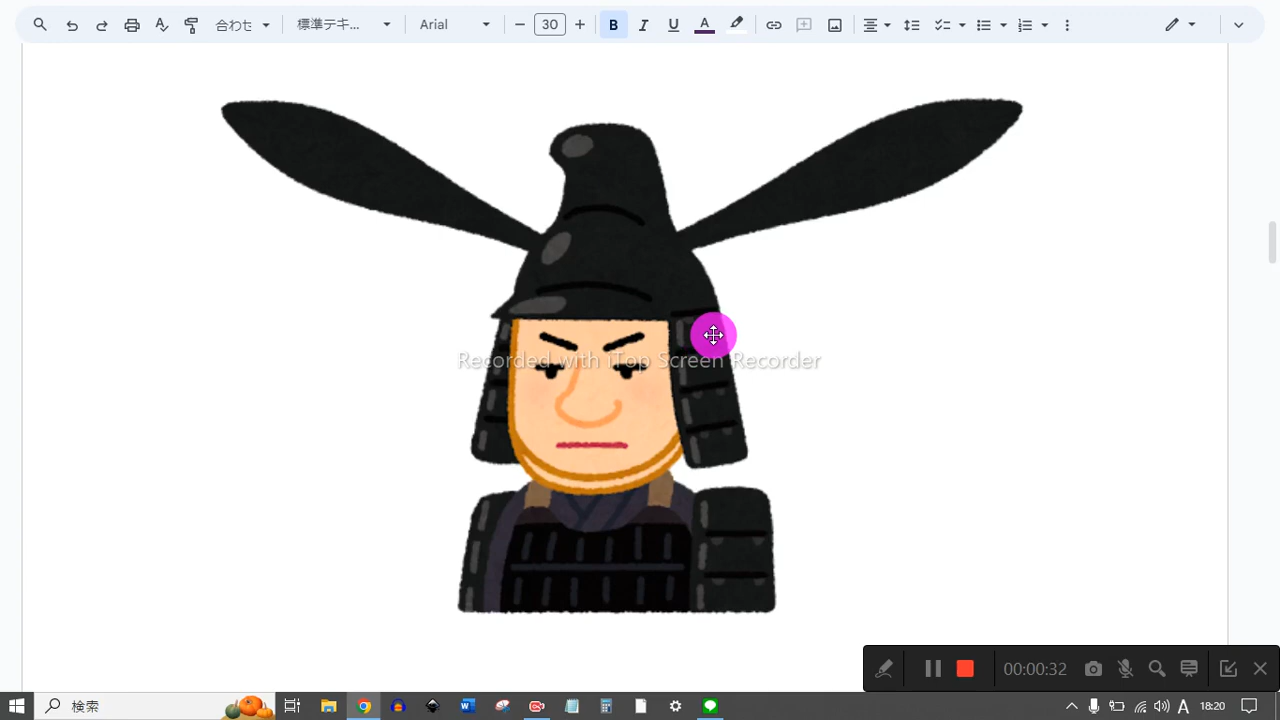 合わせ
標準テキ...
Arial
30
B
I
U
A
Recorded with iTop Screen Recorder
00:00:32
検索
A
18:20